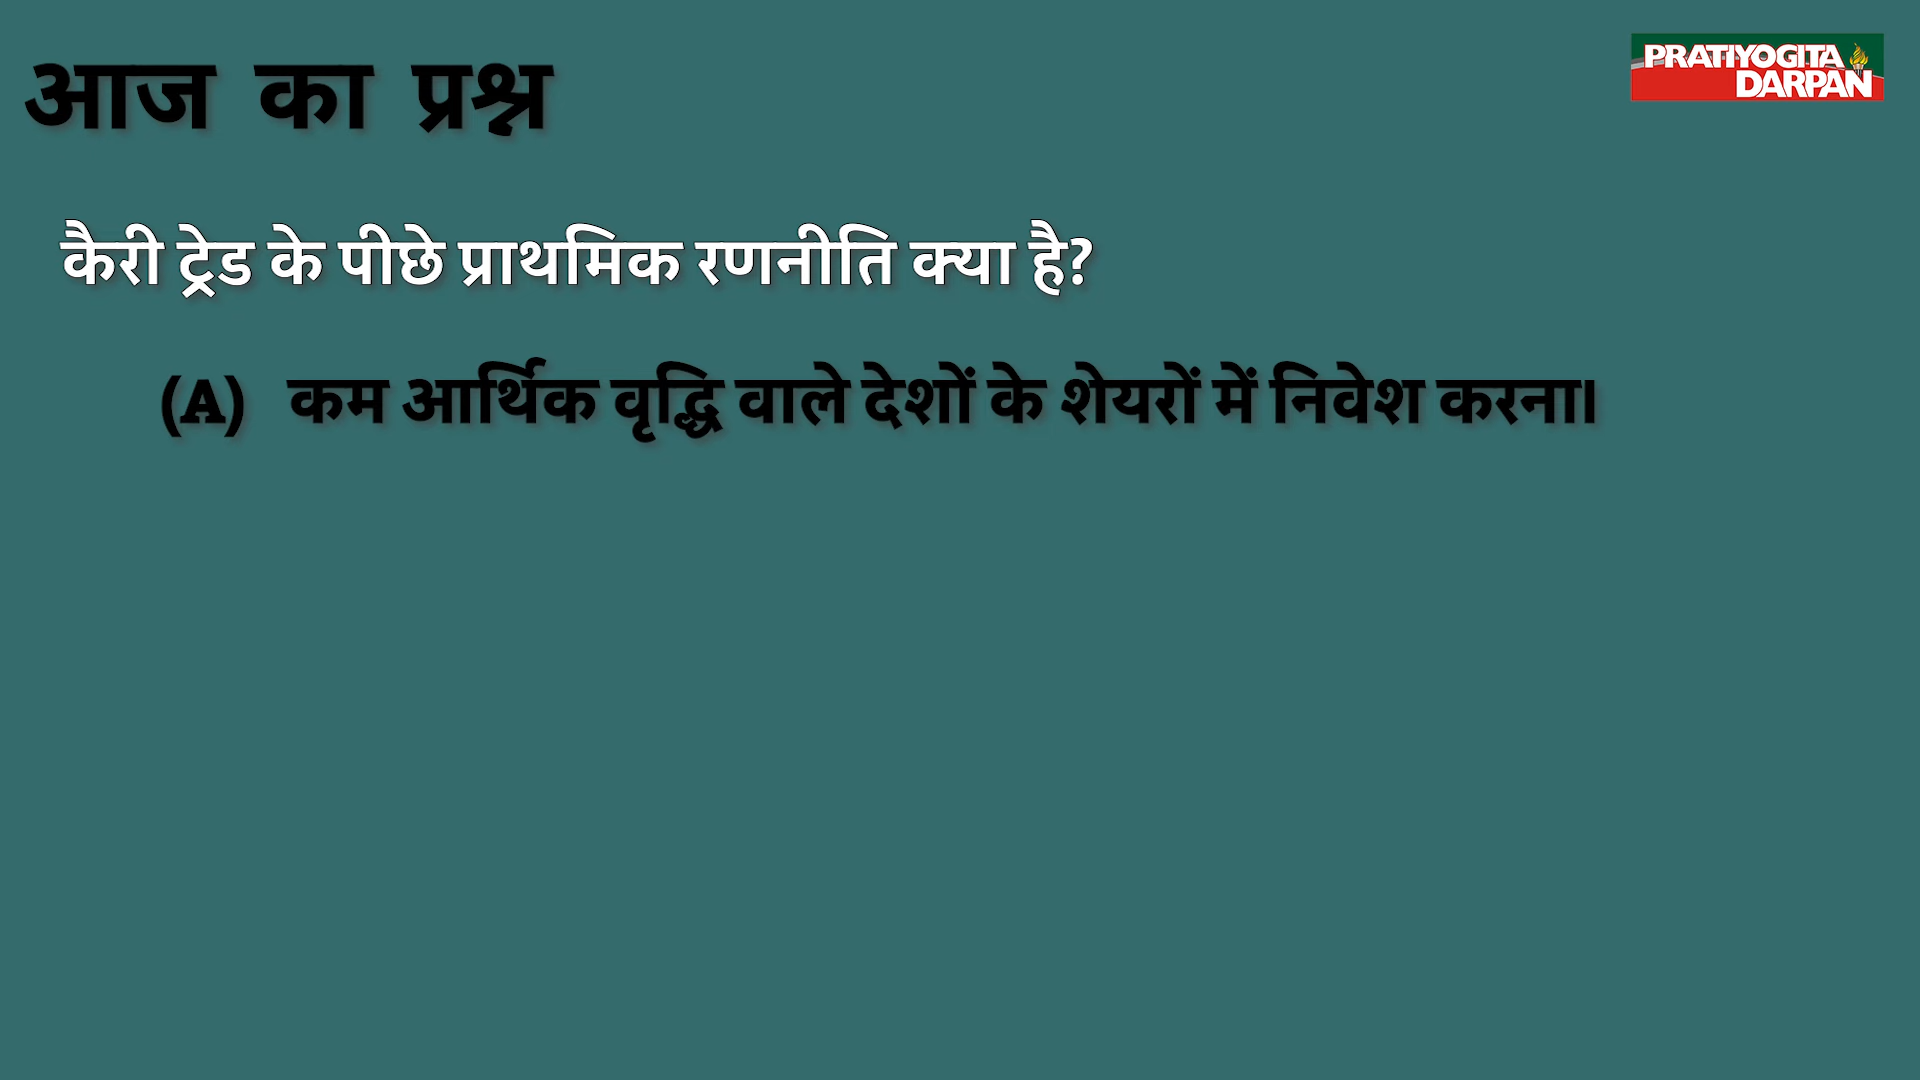 आज का प्रश्न
PRATIYOGITA
DARPAN
कैरी ट्रेड के पीछे प्राथमिक रणनीति क्या है?
(A) कम आर्थिक वृद्धि वाले देशों के शेयरों में निवेश करना।